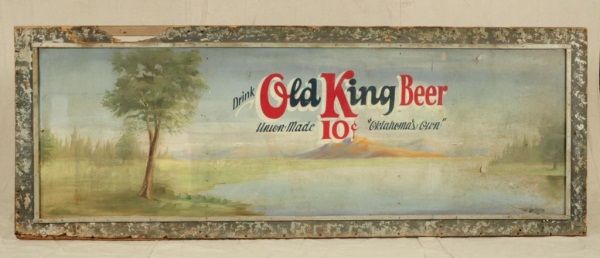 Drink Old King Beer
Union Made 10¢ "Oklahoma's Own"